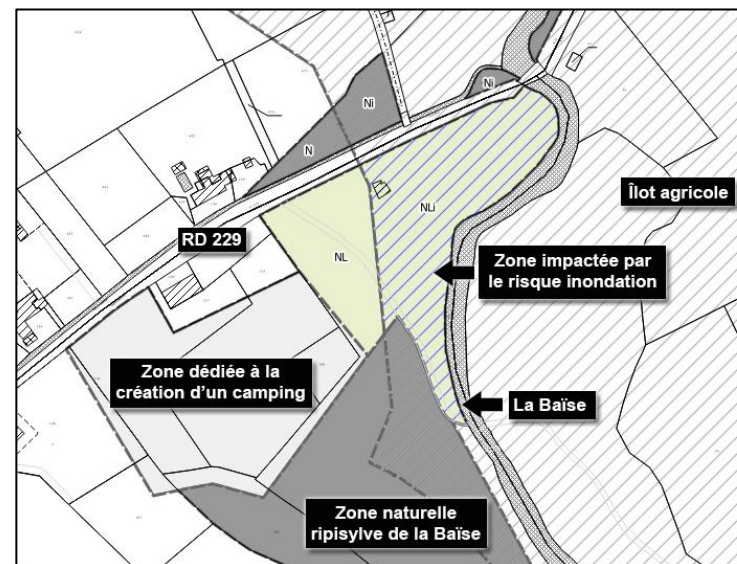 Ni
Ni
N
NLi
Îlot agricole
RD 229
NL
Zone impactée par
le risque inondation
Zone dédiée à la
création d'un camping
La Baïse
Zone naturelle
ripisylve de la Baïse